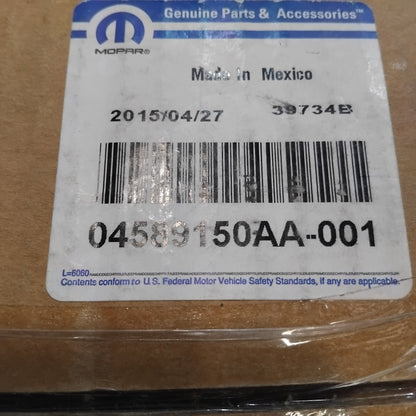 Genuine Parts & Accessories™
MOPAR®
Made In Mexico
2015/04/27 39734B
04589150AA-001
L=6060
Contents conform to U.S. Federal Motor Vehicle Safety Standards, if any are applicable.